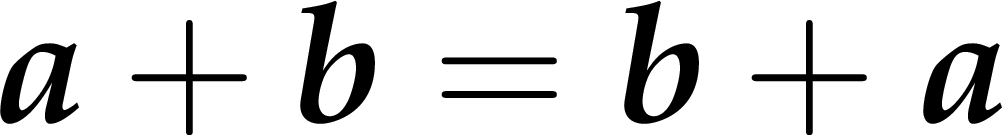 a + b = b + a